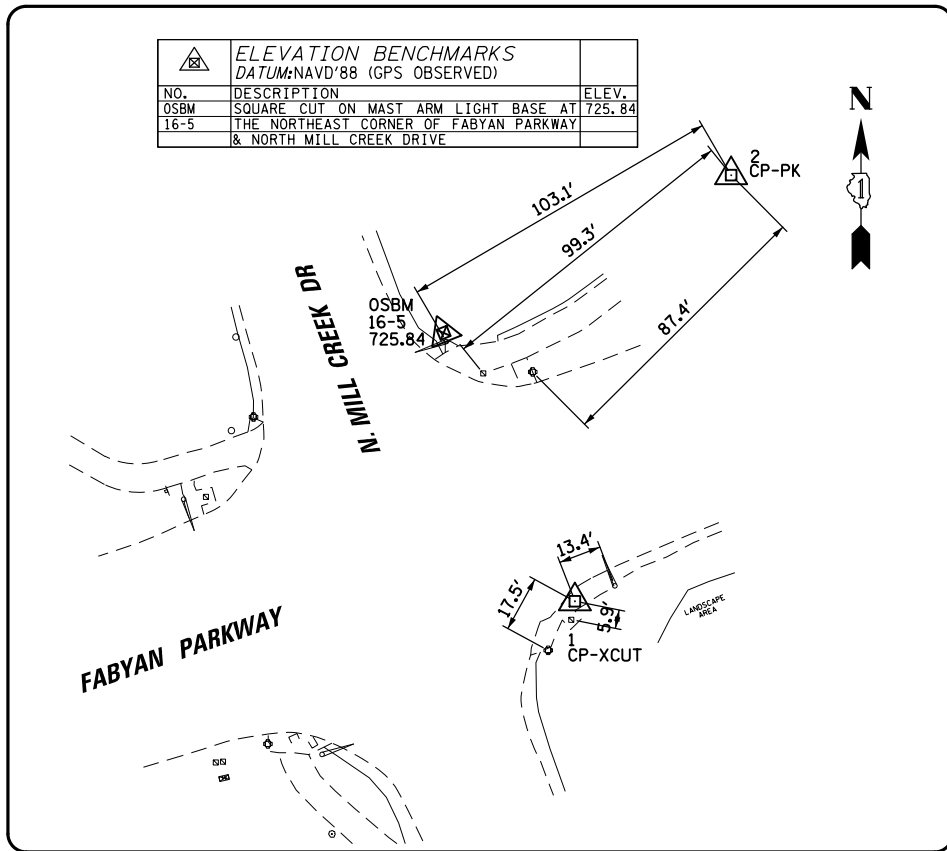 ELEVATION BENCHMARKS
DATUM:NAVD'88 (GPS OBSERVED)
NO. DESCRIPTION ELEV.
OSBM SQUARE CUT ON MAST ARM LIGHT BASE AT 725.84
16-5 THE NORTHEAST CORNER OF FABYAN PARKWAY
& NORTH MILL CREEK DRIVE
N
1
2
CP-PK
103.1'
99.3'
87.4'
OSBM
16-5
725.84
N. MILL CREEK DR
13.4'
17.5'
5.9'
LANDSCAPE
AREA
1
CP-XCUT
FABYAN PARKWAY